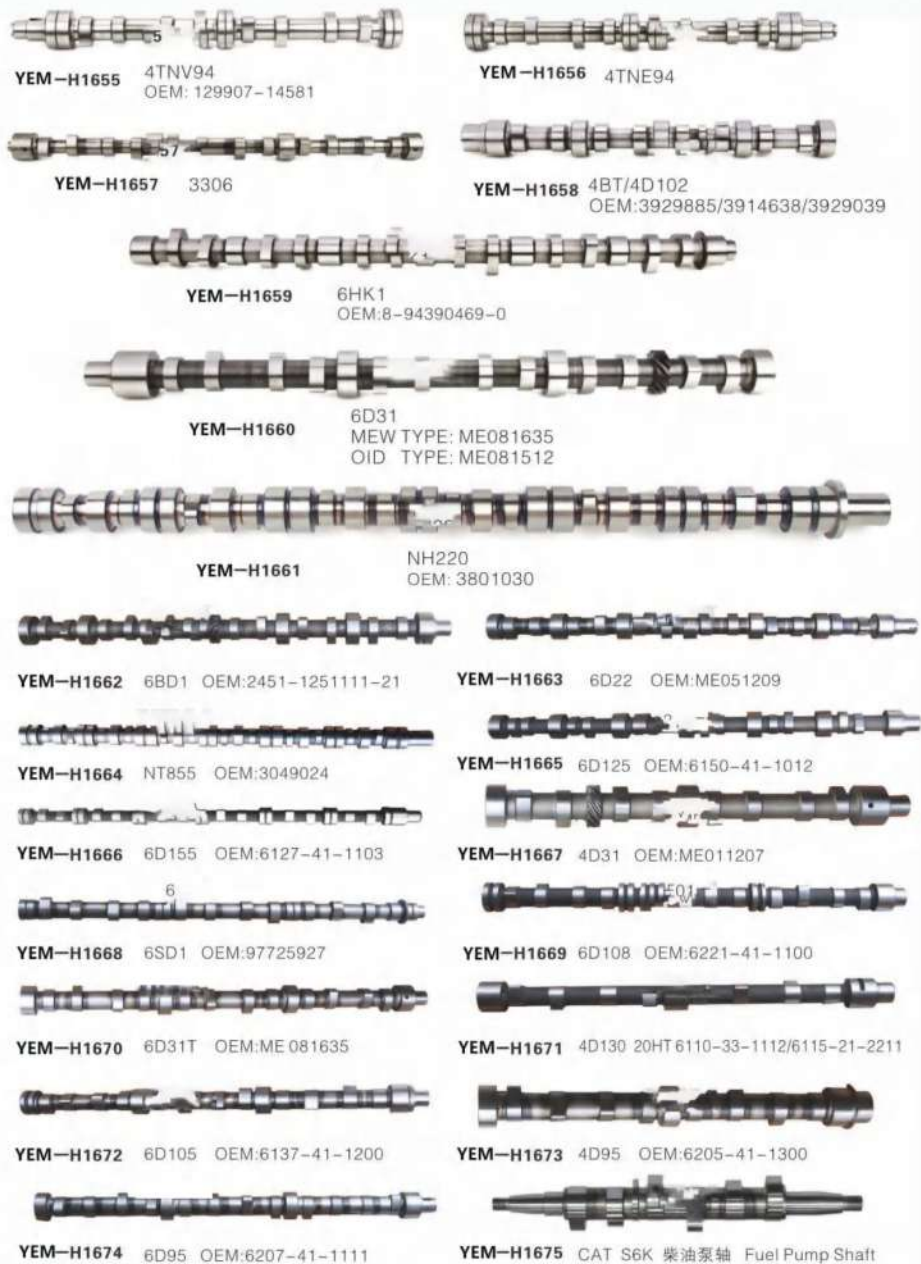 YEM-H1655 4TNV94
OEM: 129907-14581
YEM-H1656 4TNE94
YEM-H1657 3306
YEM-H1658 4BT/4D102
OEM:3929885/3914638/3929039
YEM-H1659 6HK1
OEM:8-94390469-0
YEM-H1660 6D31
MEW TYPE: ME081635
OID TYPE: ME081512
YEM-H1661 NH220
OEM: 3801030
YEM-H1662 6BD1 OEM:2451-1251111-21
YEM-H1663 6D22 OEM:ME051209
YEM-H1664 NT855 OEM:3049024
YEM-H1665 6D125 OEM:6150-41-1012
YEM-H1666 6D155 OEM:6127-41-1103
YEM-H1667 4D31 OEM:ME011207
YEM-H1668 6SD1 OEM:97725927
YEM-H1669 6D108 OEM:6221-41-1100
YEM-H1670 6D31T OEM:ME 081635
YEM-H1671 4D130 20HT 6110-33-1112/6115-21-2211
YEM-H1672 6D105 OEM:6137-41-1200
YEM-H1673 4D95 OEM:6205-41-1300
YEM-H1674 6D95 OEM:6207-41-1111
YEM-H1675 CAT S6K 柴油泵轴 Fuel Pump Shaft